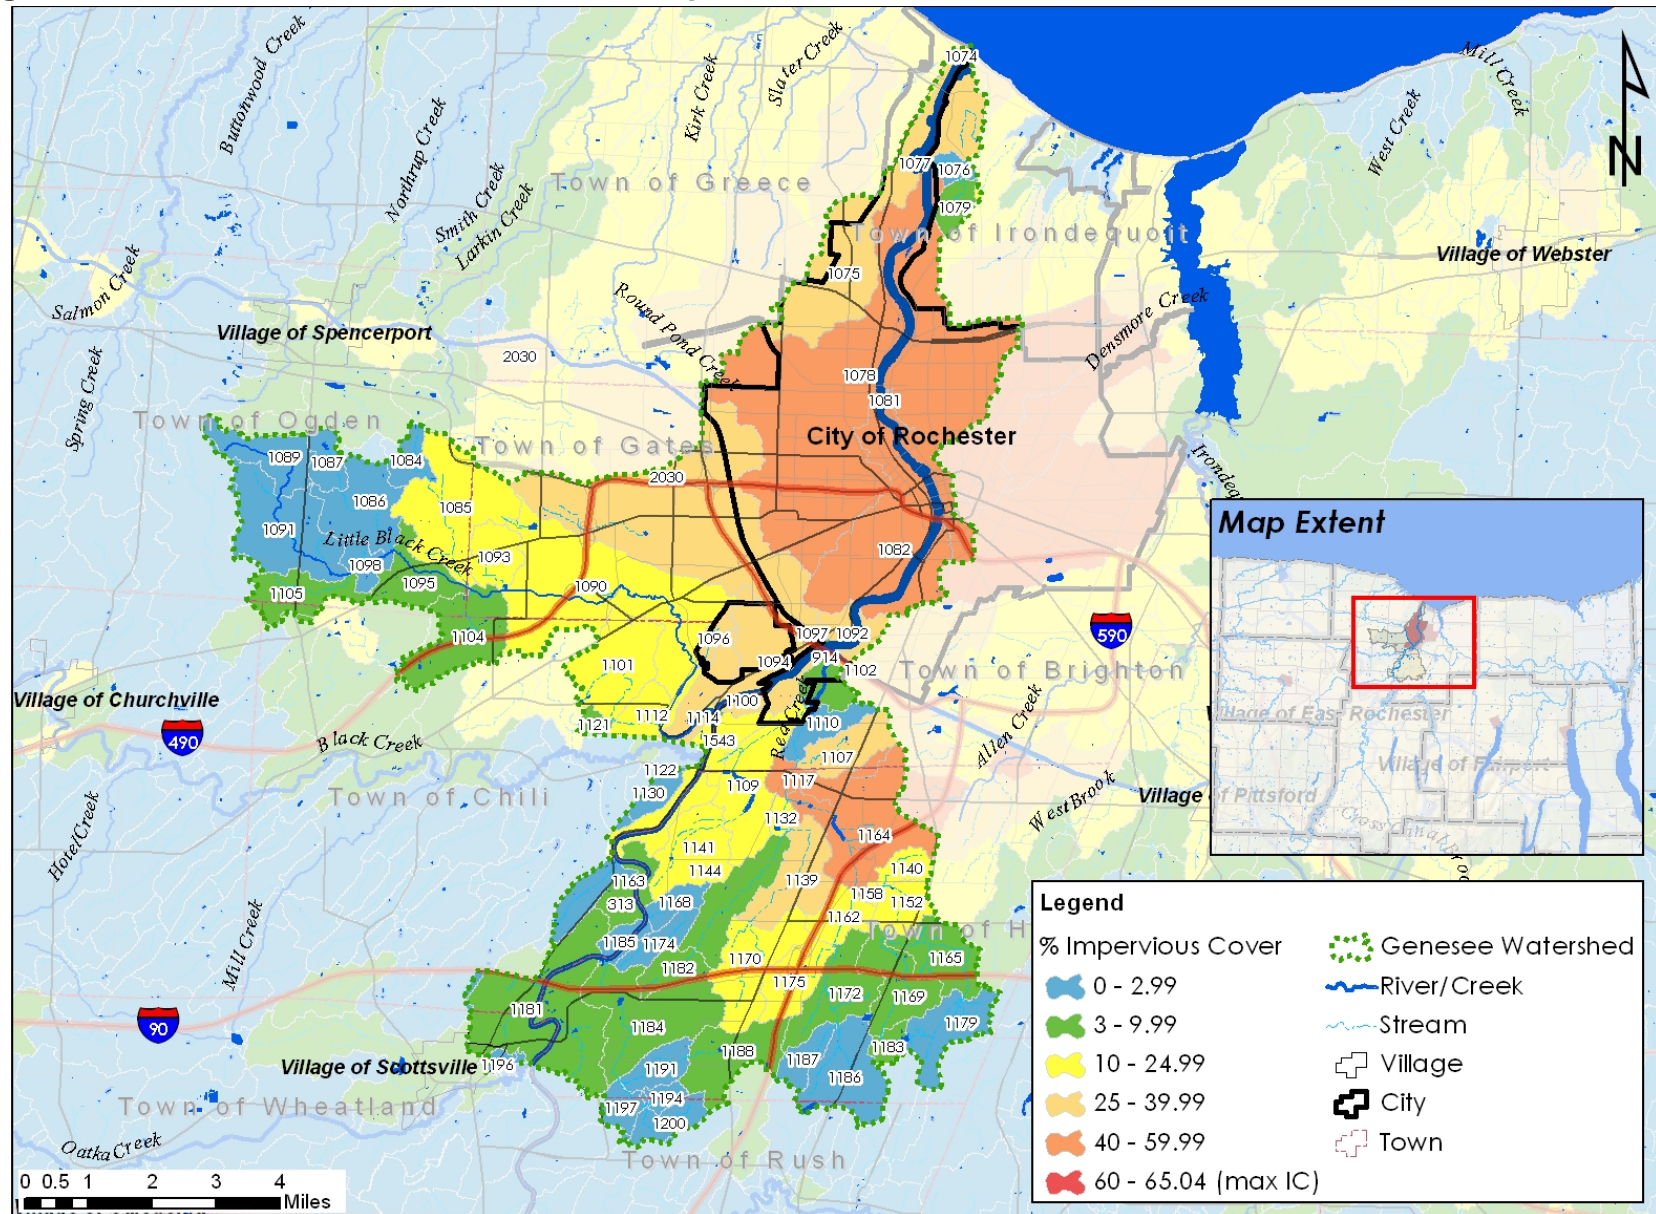 1074
Buttonwood Creek
Kirk Creek
Slater Creek
Mill Creek
West Creek
N
Northrup Creek
Smith Creek
Larkin Creek
Town of Greece
1077
1076
1079
Town of Irondequoit
Village of Webster
Salmon Creek
1075
Round Pond Creek
Densmore Creek
Village of Spencerport
2030
Spring Creek
1078
1081
Town of Ogden
Town of Gates
City of Rochester
1089
1087
1084
2030
1086
1085
1091
Little Black Creek
1082
1093
1098
1095
1090
1105
1104
1096
1097
1092
590
1094
914
1102
Town of Brighton
1101
Village of Churchville
490
1100
1112
1114
1121
Red Creek
1110
Allen Creek
Black Creek
1543
1107
1122
1109
1117
1130
Town of Chili
West Brook
Village of Pittsford
1132
Hotel Creek
1164
1141
1144
1140
1163
1139
1158
313
1168
1152
1162
Town of H
Mill Creek
1185
1174
1182
1170
1165
1175
1172
1169
1181
90
1184
1179
1188
1187
1183
1196
Village of Scottsville
1191
1186
Town of Wheatland
1197
1194
1200
Oatka Creek
Town of Rush
0 0.5 1 2 3 4
Miles
Map Extent
Village of East Rochester
Village of Fairport
Legend
% Impervious Cover
0 - 2.99
3 - 9.99
10 - 24.99
25 - 39.99
40 - 59.99
60 - 65.04 (max IC)
Genesee Watershed
River/Creek
Stream
Village
City
Town